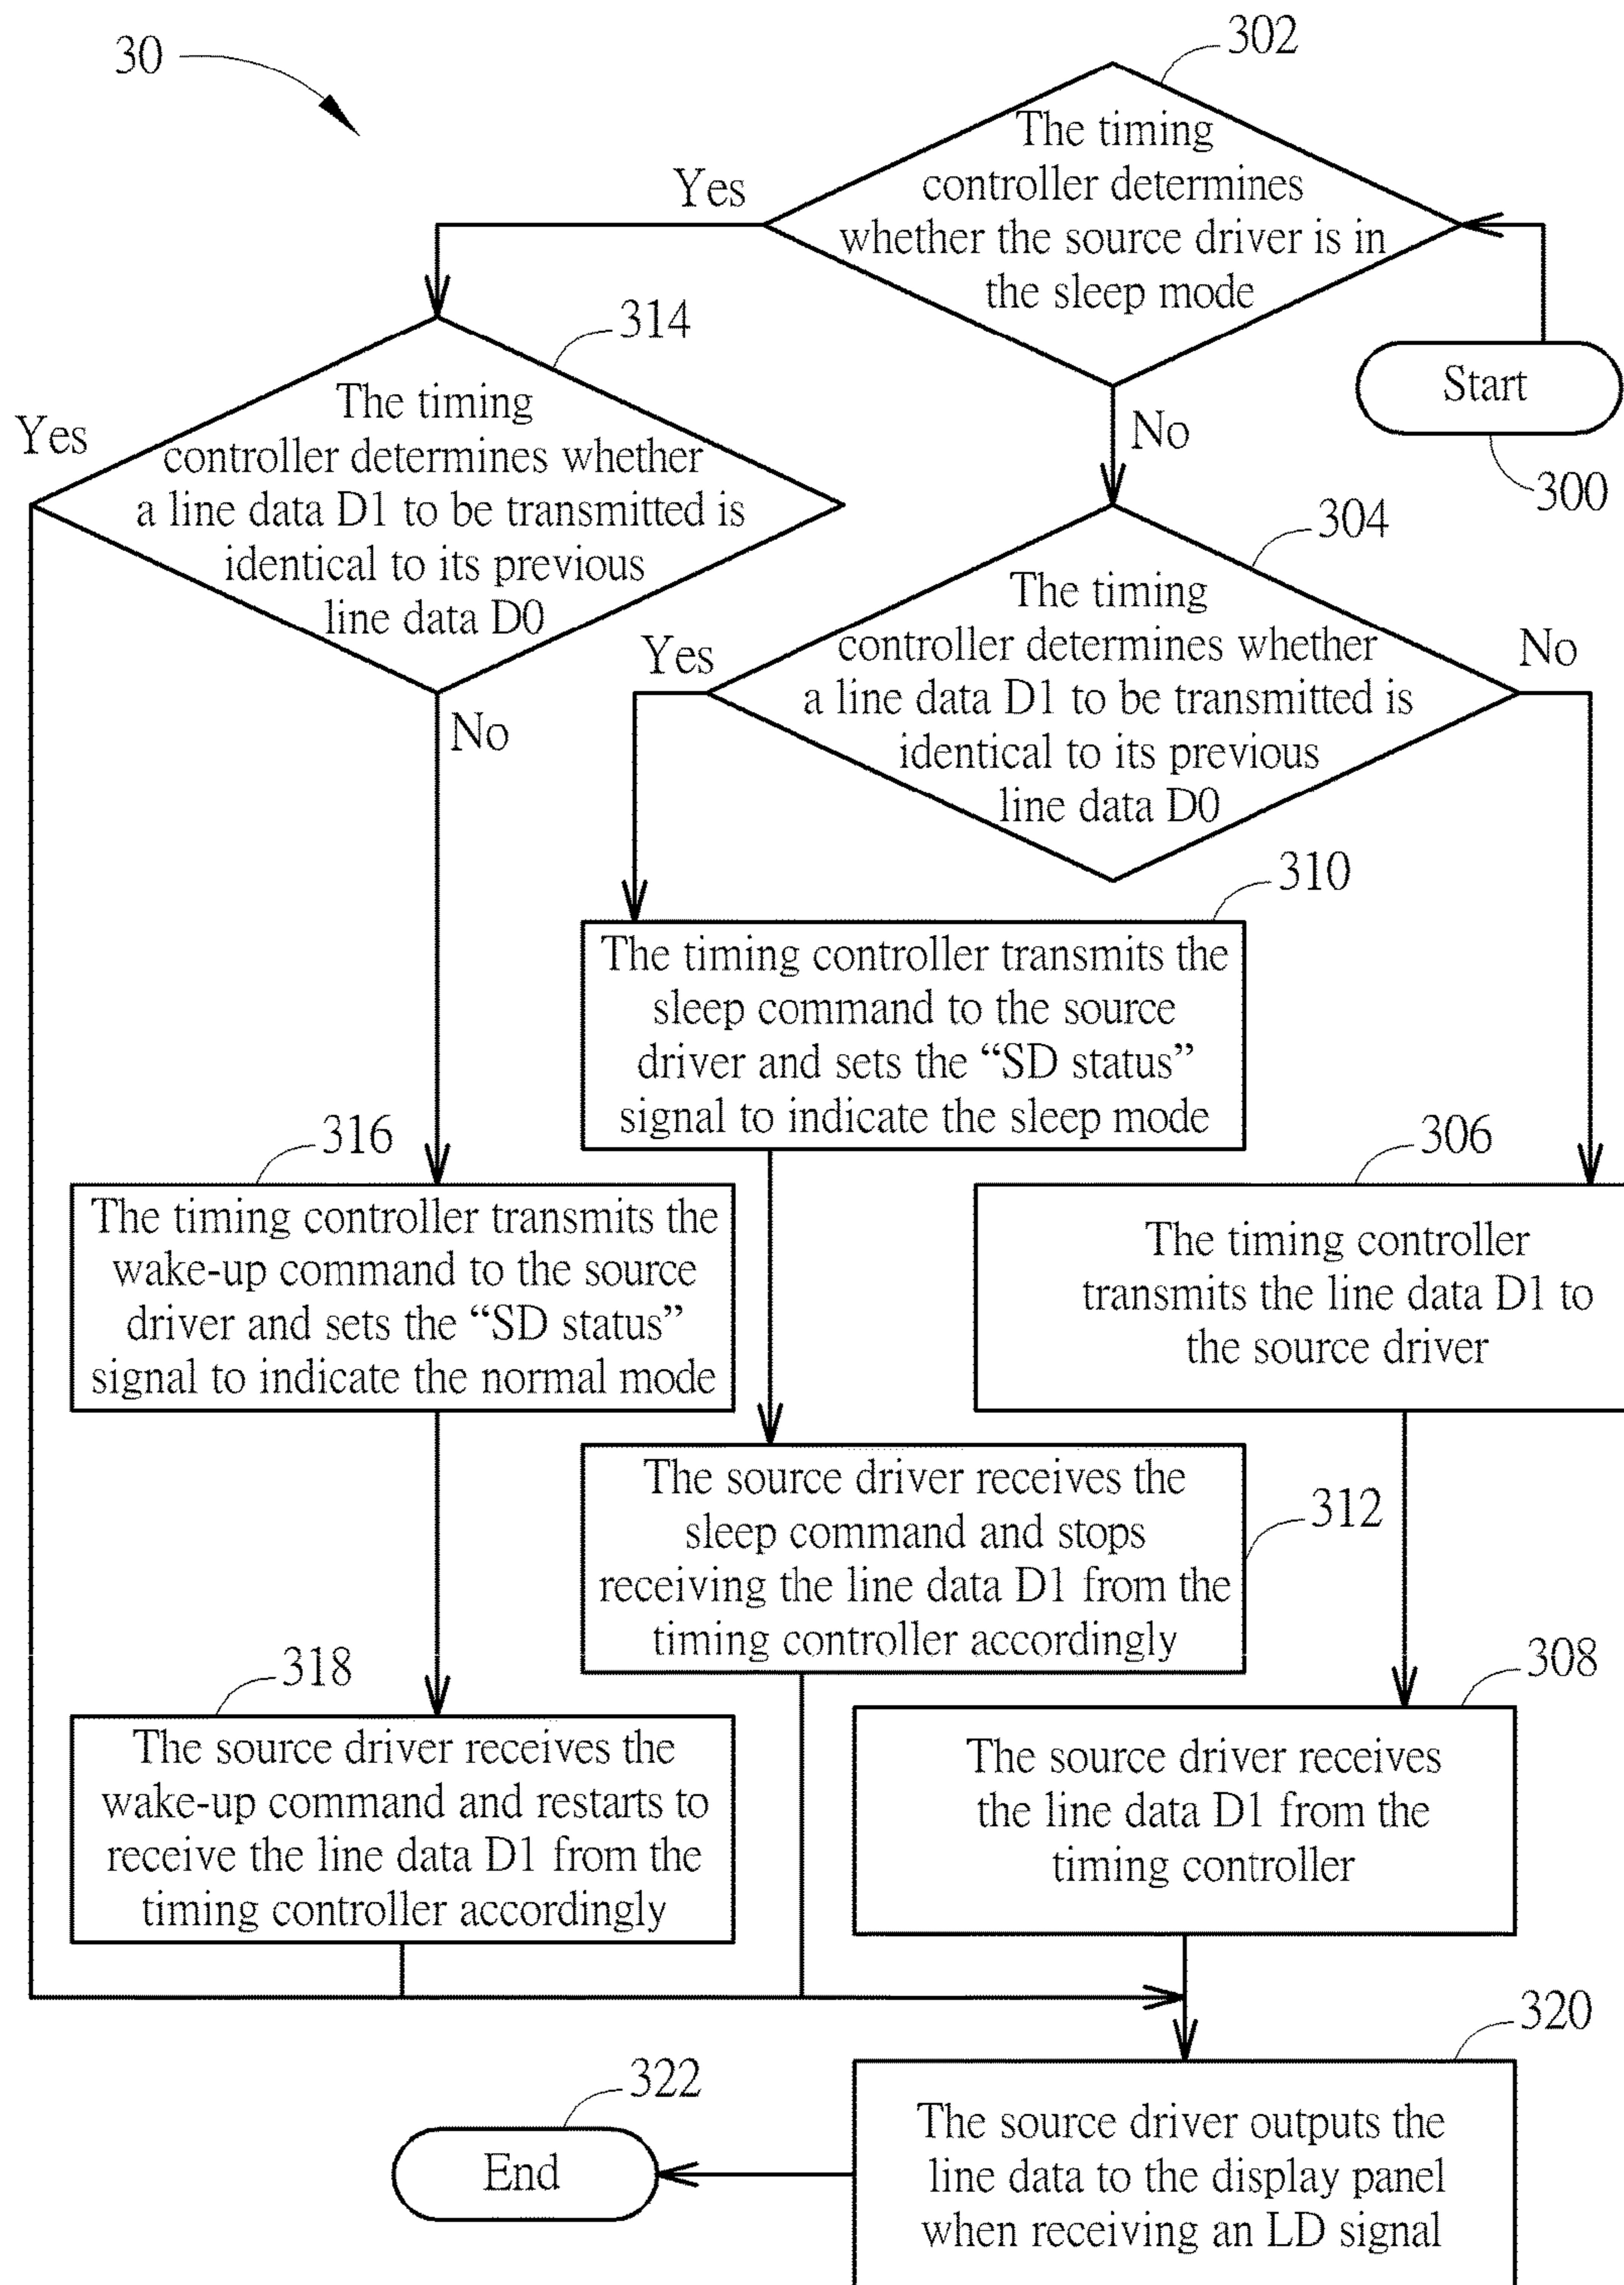 30
302
The timing
controller determines
whether the source driver is in
the sleep mode
Yes
No
Start
300
314
The timing
controller determines whether
a line data D1 to be transmitted is
identical to its previous
line data D0
Yes
No
304
The timing
controller determines whether
a line data D1 to be transmitted is
identical to its previous
line data D0
Yes
No
310
The timing controller transmits the
sleep command to the source
driver and sets the “SD status”
signal to indicate the sleep mode
316
The timing controller transmits the
wake-up command to the source
driver and sets the “SD status”
signal to indicate the normal mode
306
The timing controller
transmits the line data D1 to
the source driver
312
The source driver receives the
sleep command and stops
receiving the line data D1 from the
timing controller accordingly
318
The source driver receives the
wake-up command and restarts to
receive the line data D1 from the
timing controller accordingly
308
The source driver receives
the line data D1 from the
timing controller
320
The source driver outputs the
line data to the display panel
when receiving an LD signal
322
End